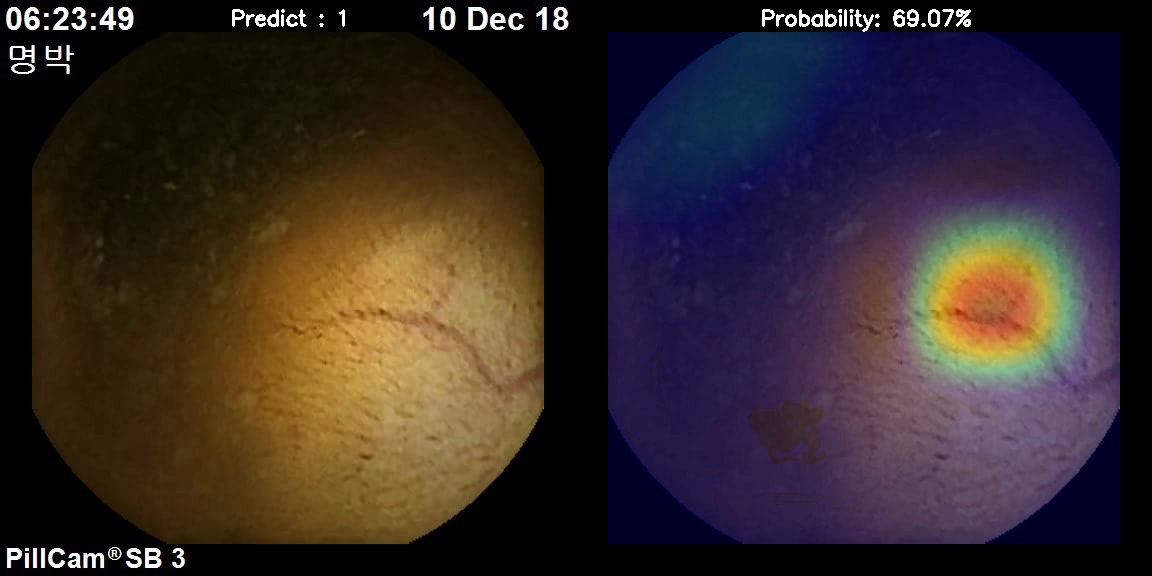 06:23:49 Predict : 1 10 Dec 18 Probability: 69.07%
명박
PillCam® SB 3